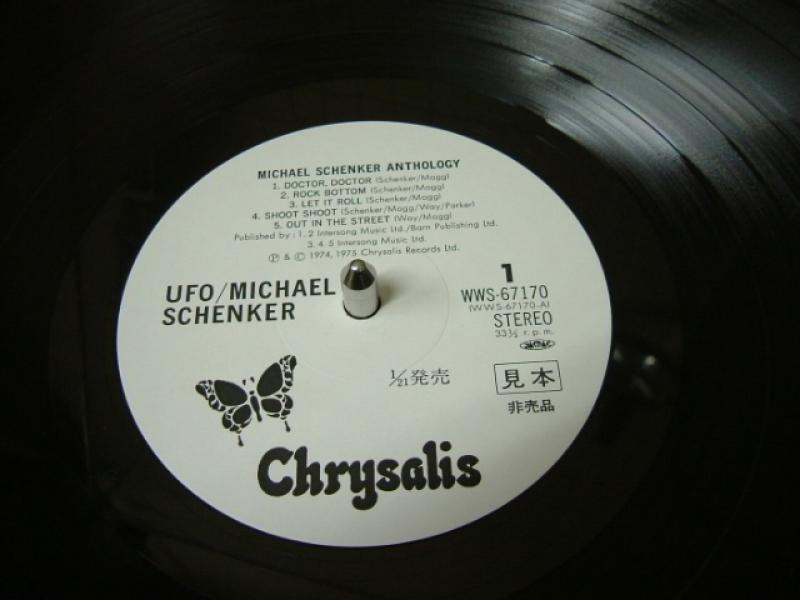 MICHAEL SCHENKER ANTHOLOGY
1. DOCTOR, DOCTOR (Schenker/Mogg)
2. ROCK BOTTOM (Schenker/Mogg)
3. LET IT ROLL (Schenker/Mogg)
4. SHOOT SHOOT (Schenker/Mogg/Way/Parker)
5. OUT IN THE STREET (Way/Mogg)
Published by : 1. 2 Intersong Music Ltd./Barn Publishing Ltd.
3. 4. 5 Intersong Music Ltd.
Ⓟ & © 1974, 1975 Chrysalis Records Ltd.
UFO/MICHAEL
SCHENKER
1
WWS-67170
(WWS-67170-A)
STEREO
33⅓ r. p. m.
1/21発売
見本
非売品
Chrysalis